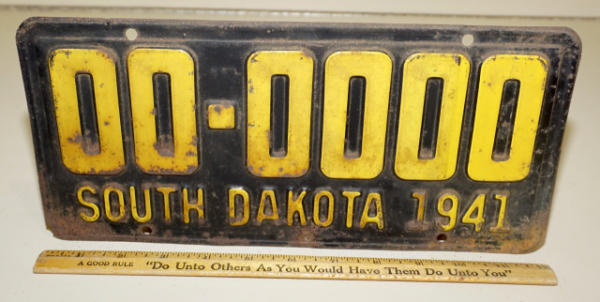 00-0000
SOUTH DAKOTA 1941
A GOOD RULE "Do Unto Others As You Would Have Them Do Unto You"